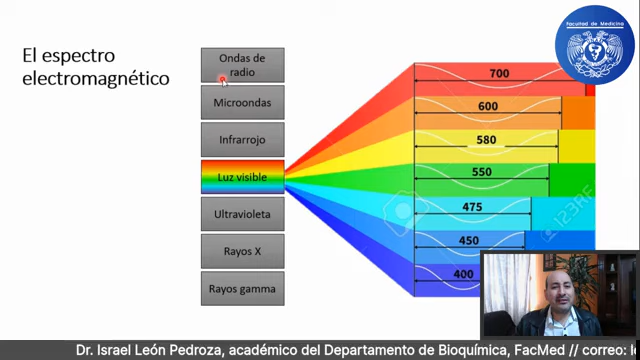 El espectro
electromagnético
Ondas de
radio
Microondas
Infrarrojo
Luz visible
Ultravioleta
Rayos X
Rayos gamma
700
600
580
550
475
450
400
123RF
Facultad de Medicina
Dr. Israel León Pedroza, académico del Departamento de Bioquímica, FacMed // correo: